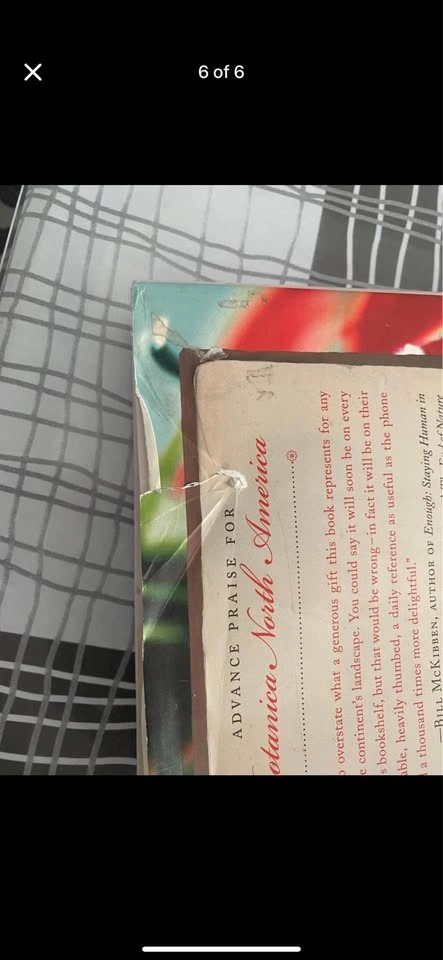 6 of 6
ADVANCE PRAISE FOR
North America
overstate what a generous gift this book represents for any
continent's landscape. You could say it will soon be on every
bookshelf, but that would be wrong—in fact it will be on their
heavily thumbed, a daily reference as useful as the phone
a thousand times more delightful."
—BILL MCKIBBEN, AUTHOR OF Enough: Staying Human in